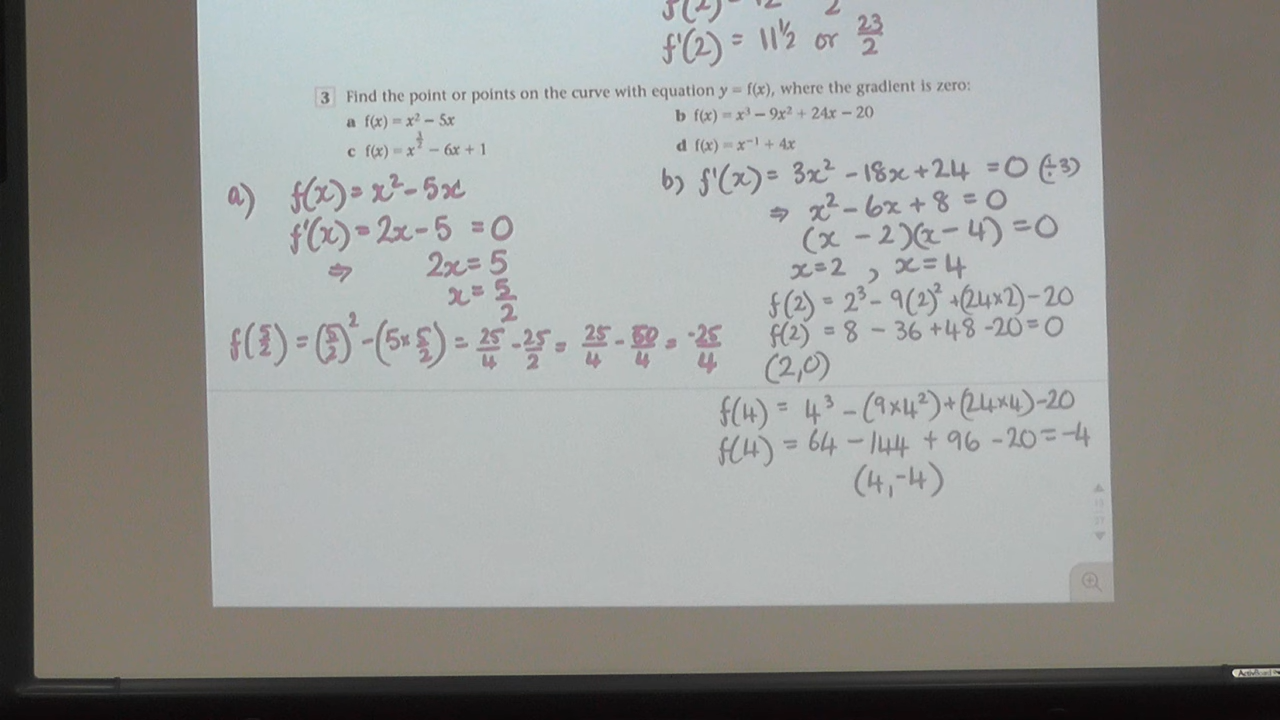 f'(2) = 11½ or 23/2
3 Find the point or points on the curve with equation y = f(x), where the gradient is zero:
a f(x) = x² − 5x
b f(x) = x³ − 9x² + 24x − 20
c f(x) = x^(3/2) − 6x + 1
d f(x) = x⁻¹ + 4x
a) f(x) = x² − 5x
f'(x) = 2x − 5 = 0
⇒ 2x = 5
x = 5/2
f(5/2) = (5/2)² − (5×5/2) = 25/4 − 25/2 = 25/4 − 50/4 = -25/4
b) f'(x) = 3x² − 18x + 24 = 0 (÷3)
⇒ x² − 6x + 8 = 0
(x − 2)(x − 4) = 0
x = 2 , x = 4
f(2) = 2³ − 9(2)² + (24×2) − 20
f(2) = 8 − 36 + 48 − 20 = 0
(2,0)
f(4) = 4³ − (9×4²) + (24×4) − 20
f(4) = 64 − 144 + 96 − 20 = −4
(4,−4)